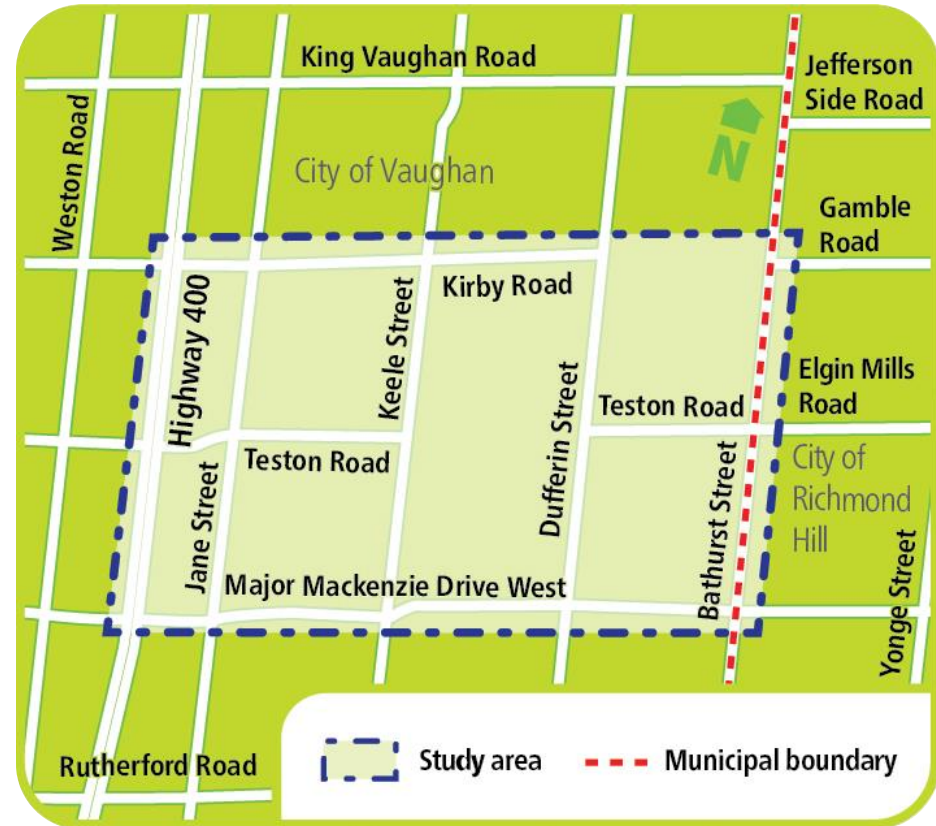 King Vaughan Road
Jefferson
Side Road
Weston Road
City of Vaughan
N
Gamble
Road
Highway 400
Kirby Road
Keele Street
Dufferin Street
Elgin Mills
Road
Teston Road
Teston Road
City of
Richmond
Hill
Jane Street
Bathurst Street
Major Mackenzie Drive West
Yonge Street
Rutherford Road
Study area
Municipal boundary